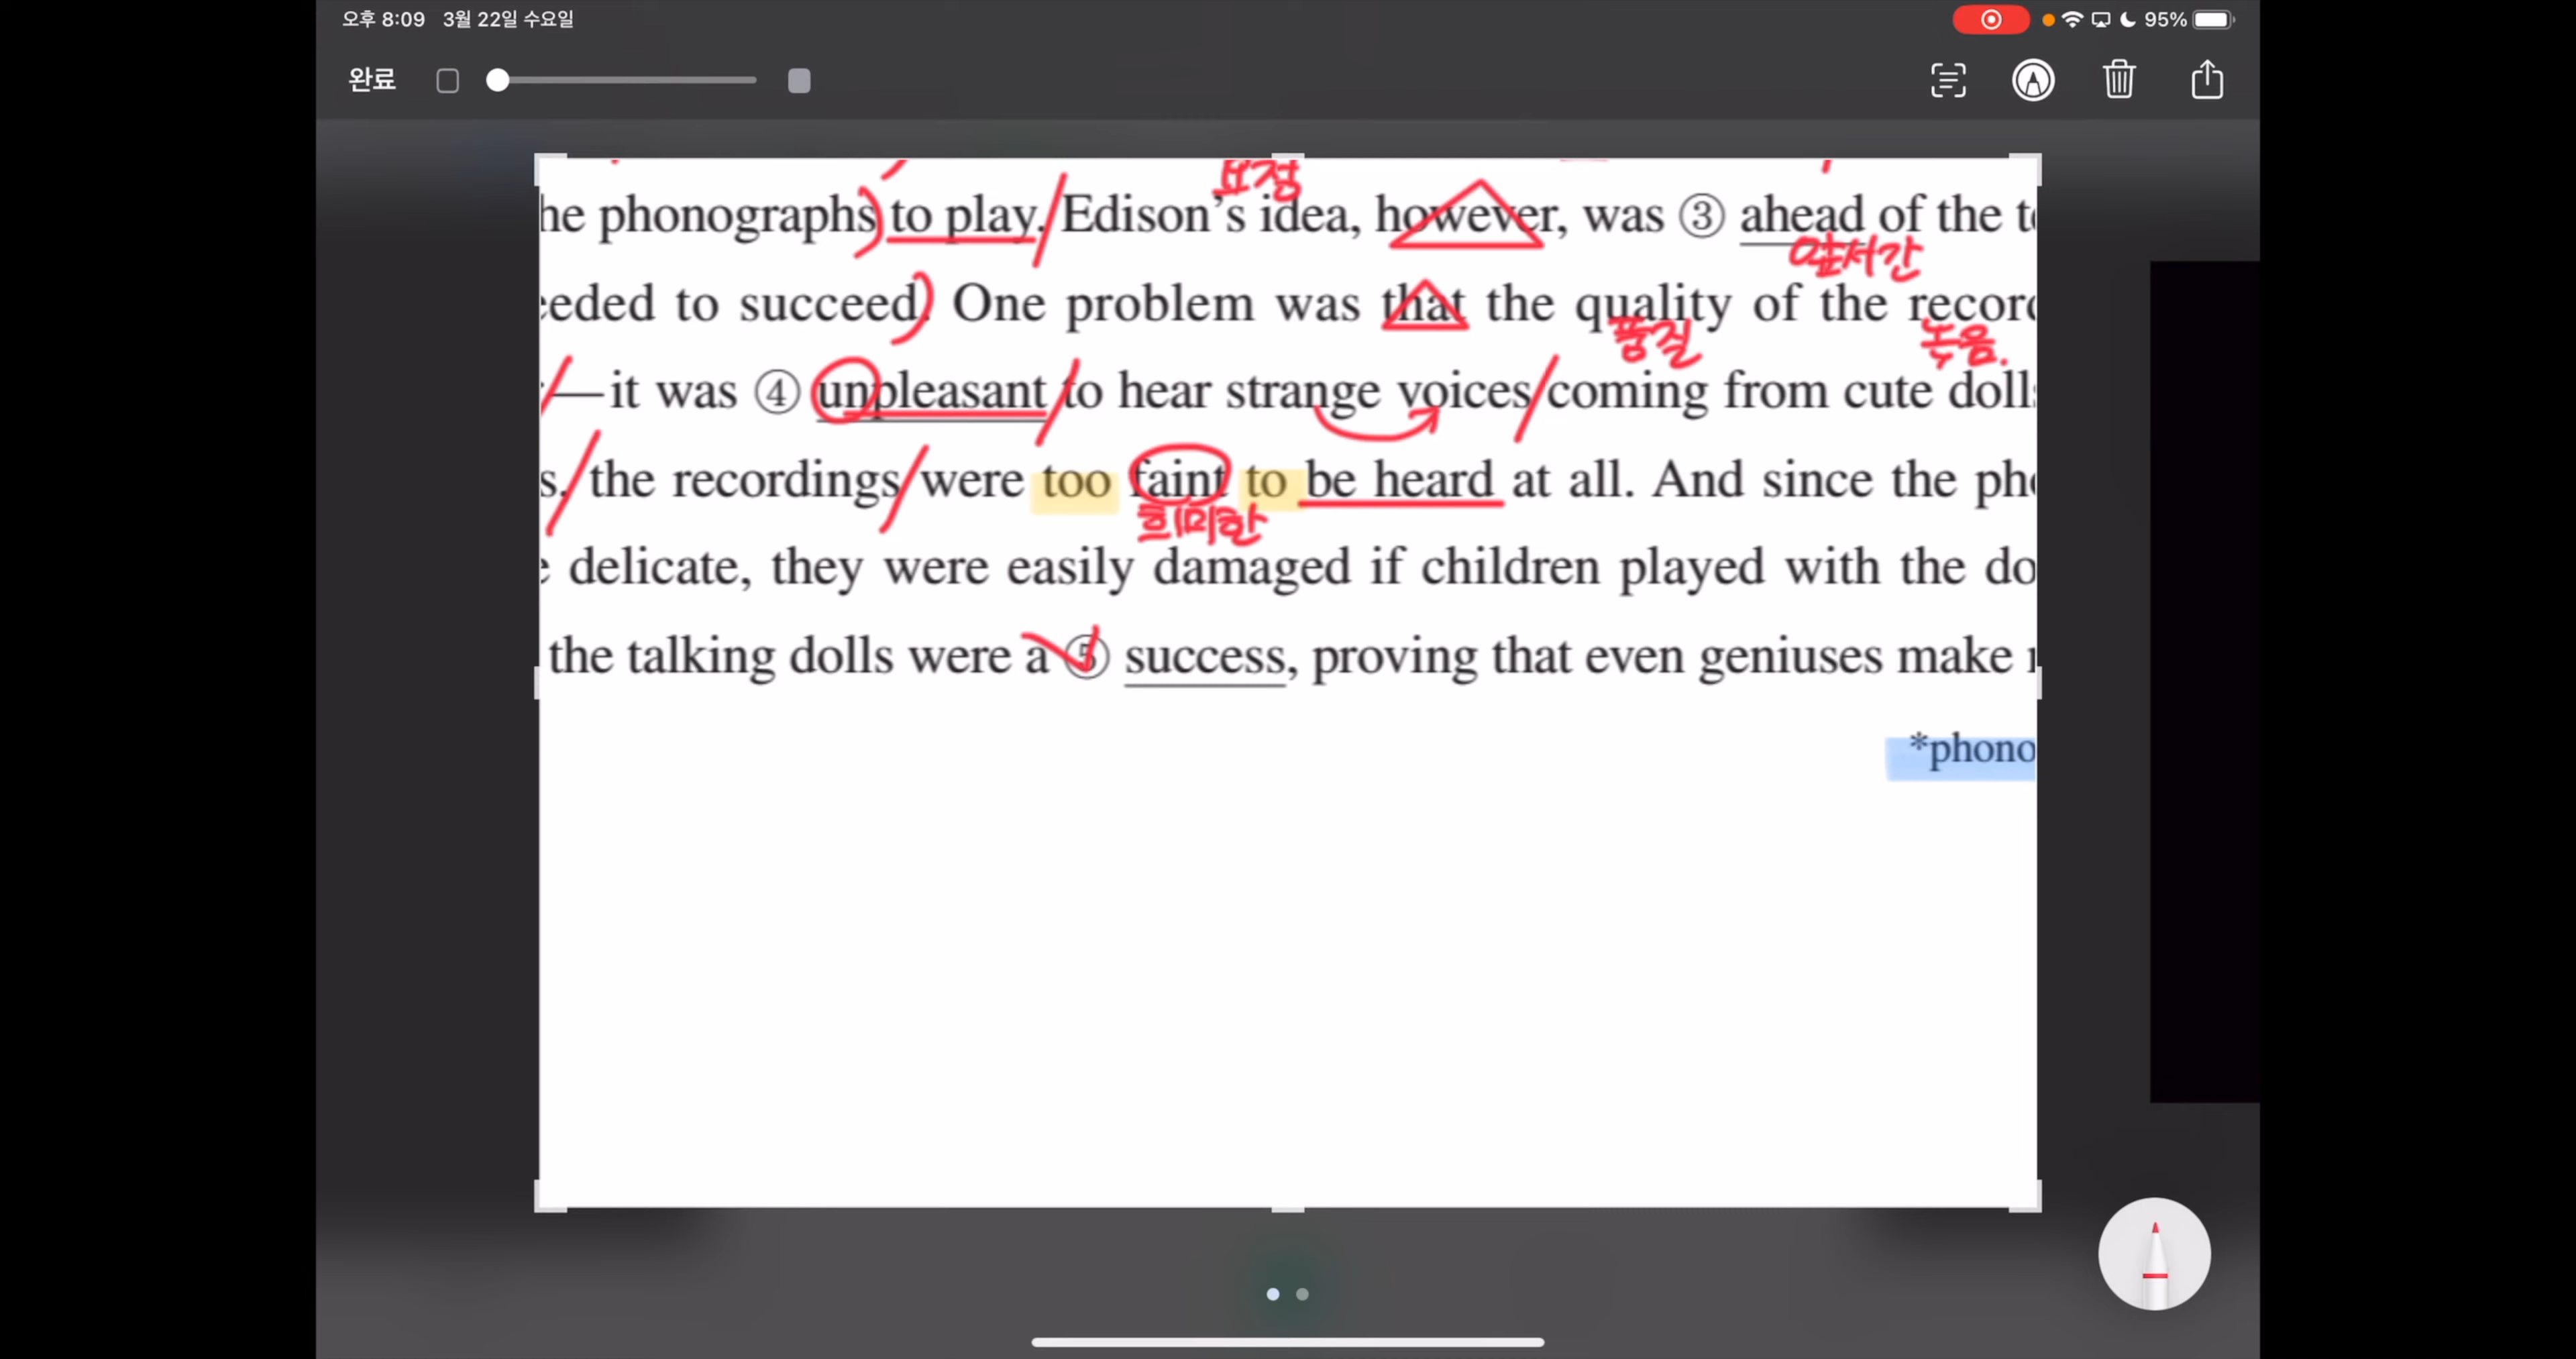 오후 8:09 3월 22일 수요일
95%
완료
요정
he phonographs) to play. Edison's idea, however, was ③ ahead of the t
앞서간
eeded to succeed. One problem was that the quality of the record
품질 녹음.
—it was ④ unpleasant to hear strange voices coming from cute dolls
s, the recordings were too faint to be heard at all. And since the pho
희미한
e delicate, they were easily damaged if children played with the do
the talking dolls were a ⑤ success, proving that even geniuses make
*phono